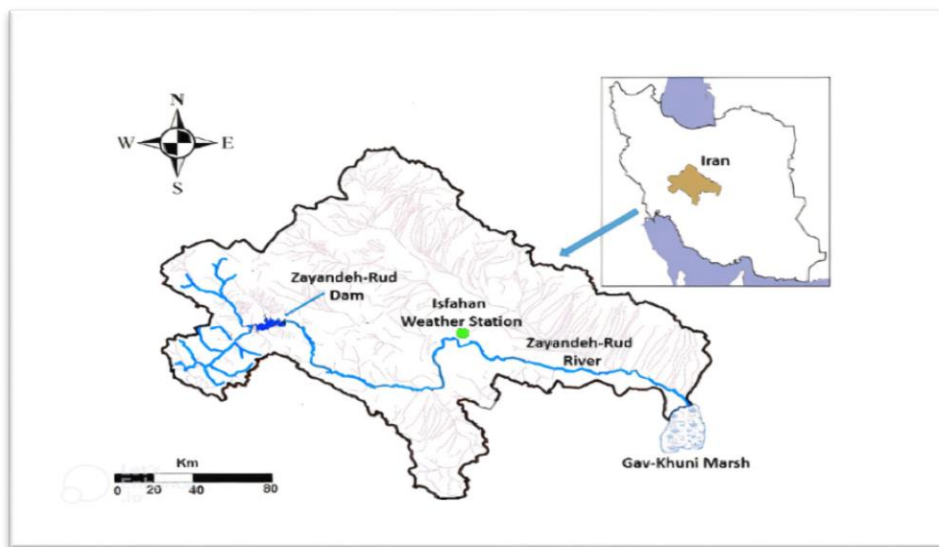 N
W
E
S
Iran
Zayandeh-Rud
Dam
Isfahan
Weather Station
Zayandeh-Rud
River
Gav-Khuni Marsh
Km
0 20 40 80